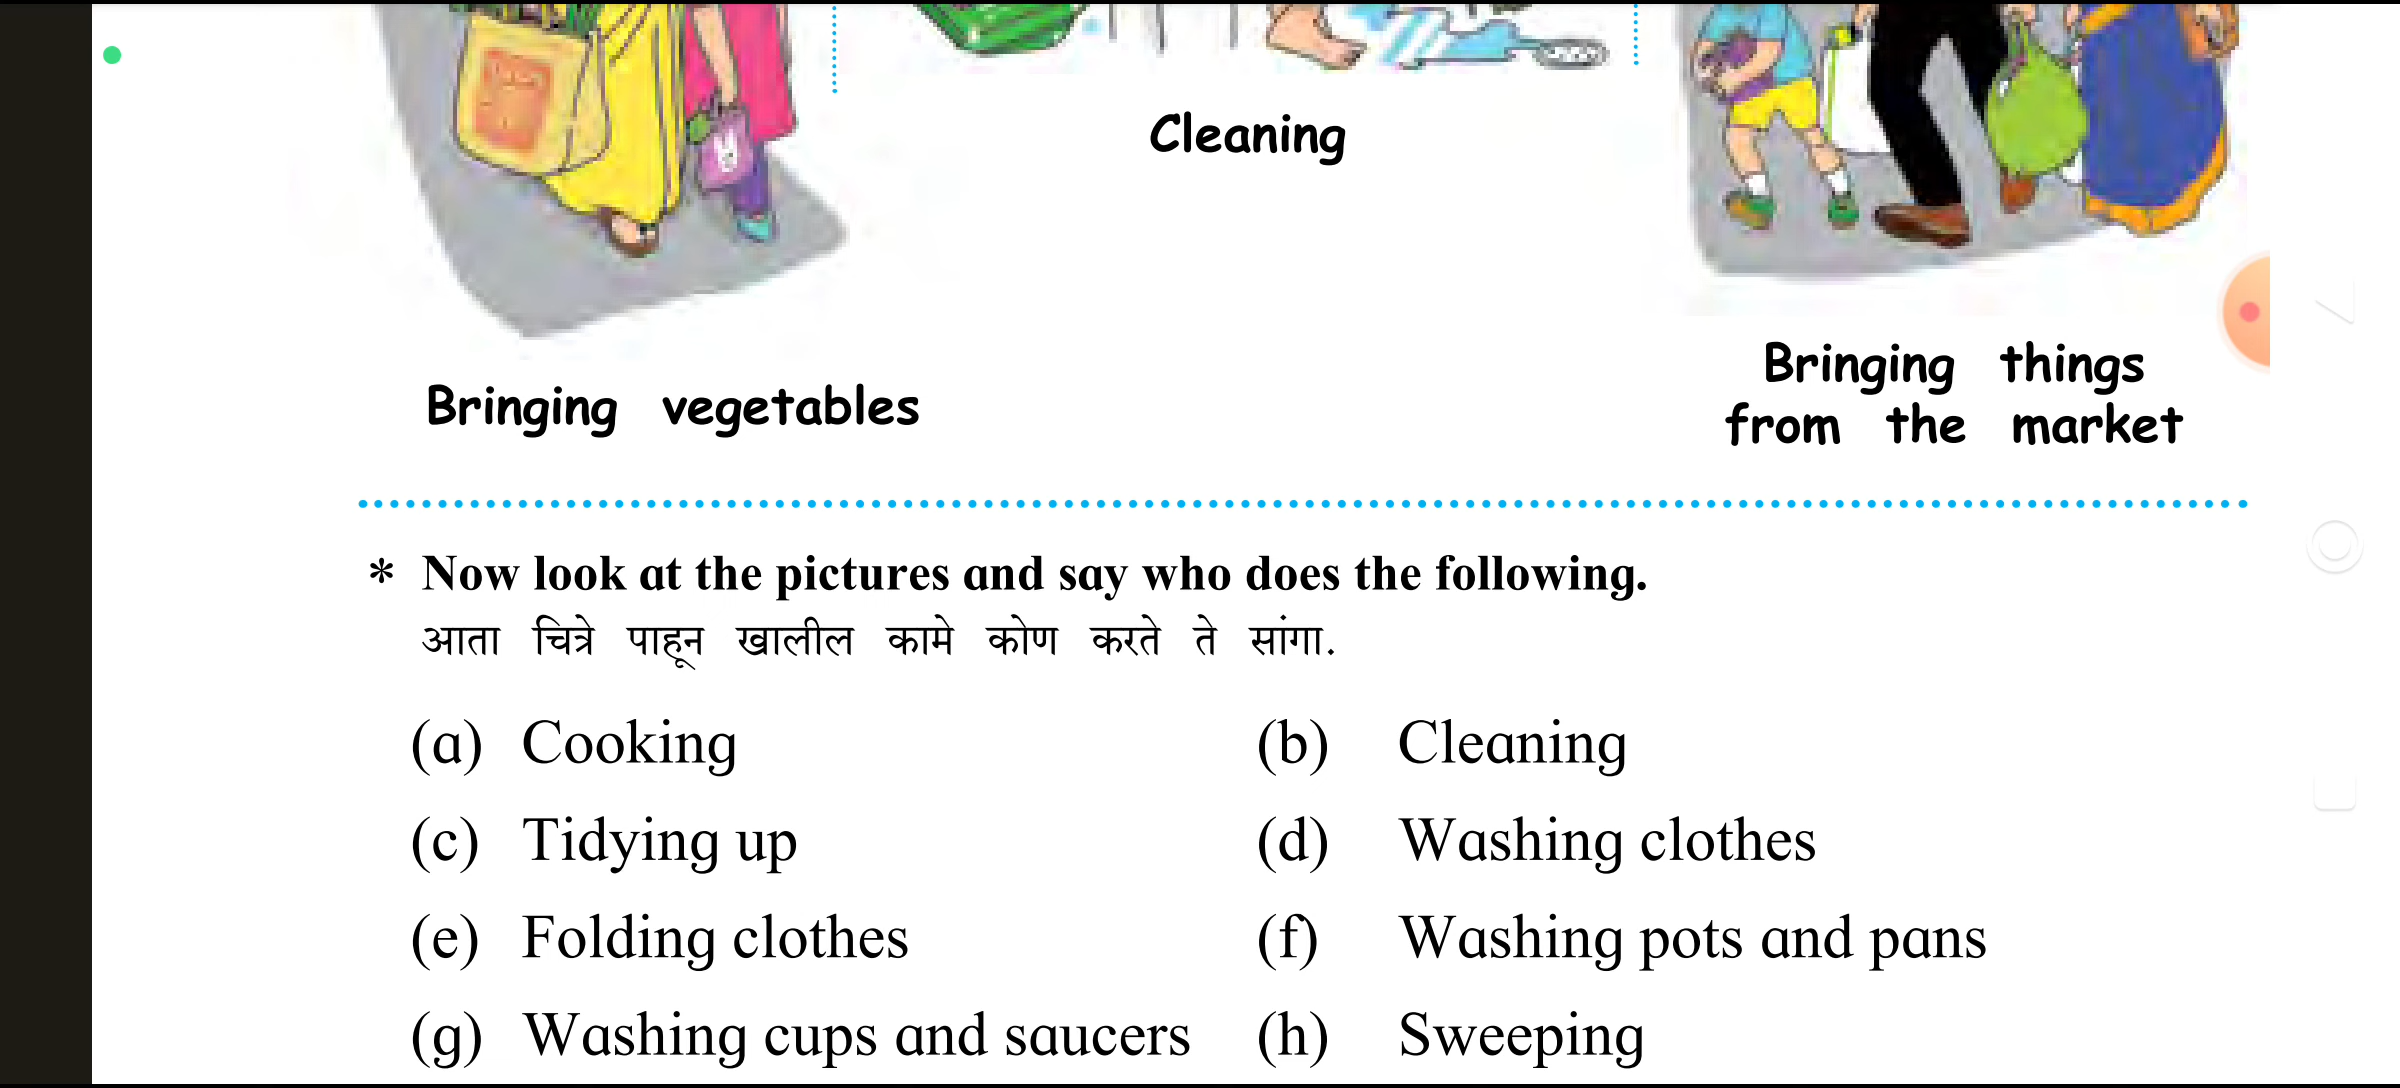 Cleaning
Bringing vegetables
Bringing things
from the market
* Now look at the pictures and say who does the following.
आता चित्रे पाहून खालील कामे कोण करते ते सांगा.
(a) Cooking
(b) Cleaning
(c) Tidying up
(d) Washing clothes
(e) Folding clothes
(f) Washing pots and pans
(g) Washing cups and saucers
(h) Sweeping